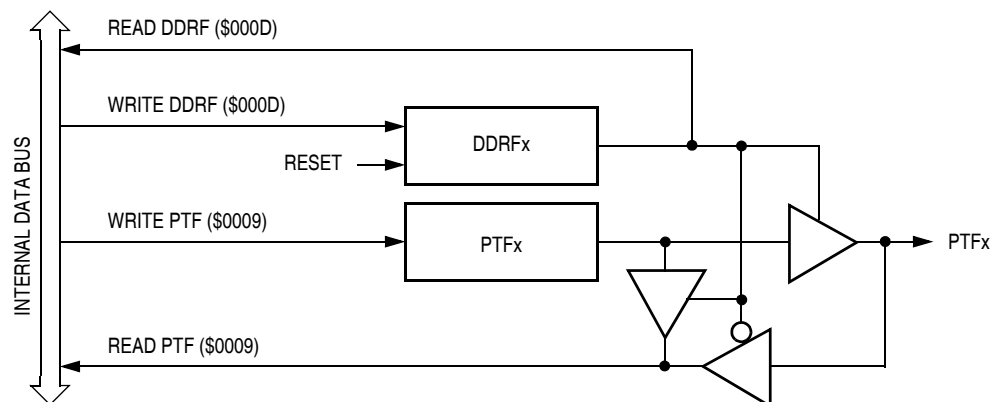 READ DDRF ($000D)
WRITE DDRF ($000D)
DDRFx
RESET
INTERNAL DATA BUS
WRITE PTF ($0009)
PTFx
PTFx
READ PTF ($0009)